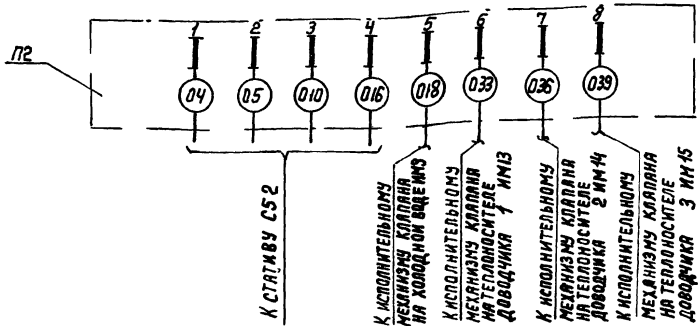 П2
1 2 3 4 5 6 7 8
04 05 010 016 018 033 036 039
К СТАТИВУ С52
К ИСПОЛНИТЕЛЬНОМУ
МЕХАНИЗМУ КЛАПАНА
НА ХОЛОДНОЙ ВОДЕ ИМ3
К ИСПОЛНИТЕЛЬНОМУ
МЕХАНИЗМУ КЛАПАНА
НА ТЕПЛОНОСИТЕЛЕ
ДОВОДЧИКА 1 ИМ13
К ИСПОЛНИТЕЛЬНОМУ
МЕХАНИЗМУ КЛАПАНА
НА ТЕПЛОНОСИТЕЛЕ
ДОВОДЧИКА 2 ИМ14
К ИСПОЛНИТЕЛЬНОМУ
МЕХАНИЗМУ КЛАПАНА
НА ТЕПЛОНОСИТЕЛЕ
ДОВОДЧИКА 3 ИМ15